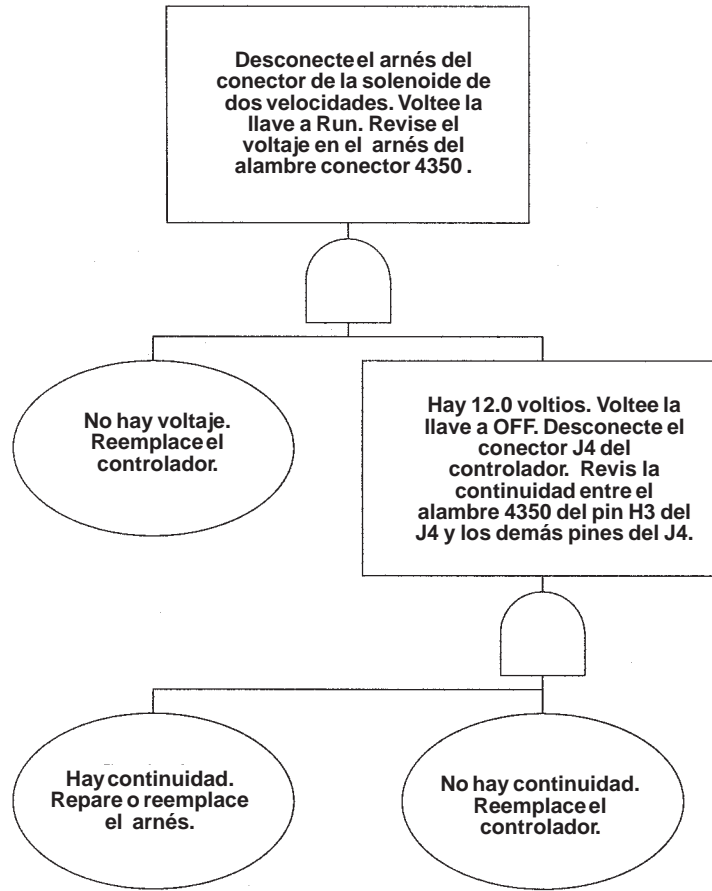 Desconecte el arnés del
conector de la solenoide de
dos velocidades. Voltee la
llave a Run. Revise el
voltaje en el arnés del
alambre conector 4350 .
No hay voltaje.
Reemplace el
controlador.
Hay 12.0 voltios. Voltee la
llave a OFF. Desconecte el
conector J4 del
controlador. Revis la
continuidad entre el
alambre 4350 del pin H3 del
J4 y los demás pines del J4.
Hay continuidad.
Repare o reemplace
el arnés.
No hay continuidad.
Reemplace el
controlador.